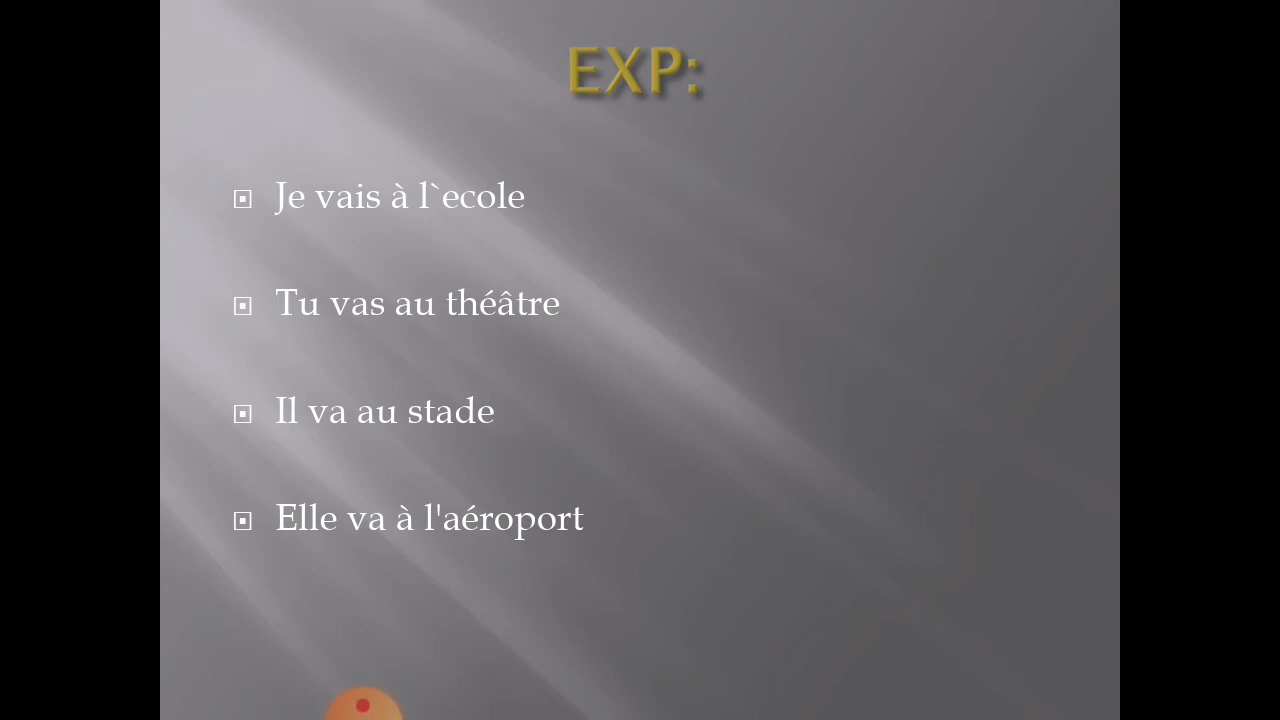 EXP:
Je vais à l`ecole
Tu vas au théâtre
Il va au stade
Elle va à l'aéroport